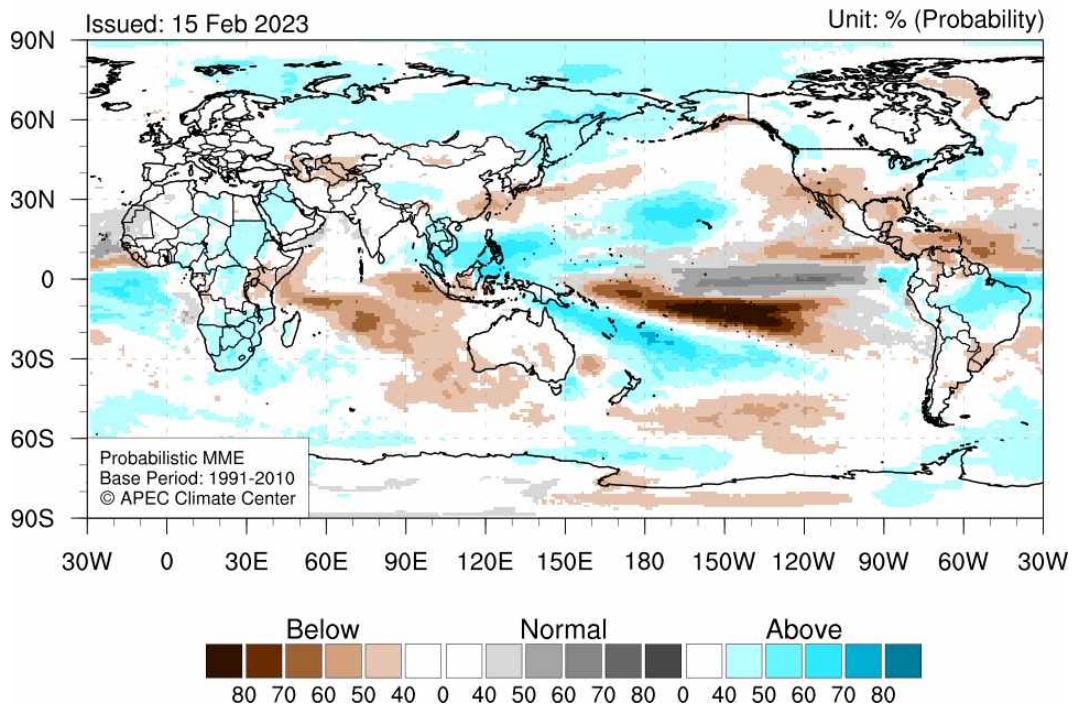 Issued: 15 Feb 2023 Unit: % (Probability)
90N
60N
30N
0
30S
60S
90S
Probabilistic MME
Base Period: 1991-2010
© APEC Climate Center
30W 0 30E 60E 90E 120E 150E 180 150W 120W 90W 60W 30W
Below Normal Above
80 70 60 50 40 0 40 50 60 70 80 0 40 50 60 70 80